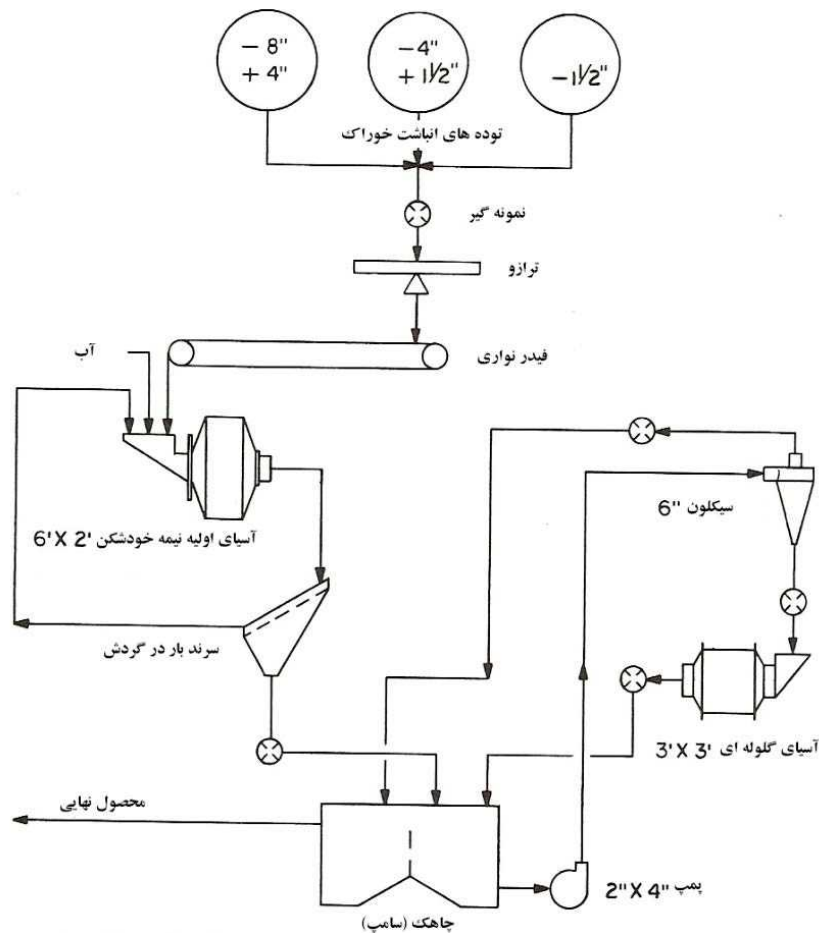 − 8"
+ 4"
−4"
+ 1½"
−1½"
توده های انباشت خوراک
نمونه گیر
ترازو
فیدر نواری
آب
آسیای اولیه نیمه خودشکن 6'X 2'
سیکلون 6"
سرند بار در گردش
آسیای گلوله ای 3'X 3'
محصول نهایی
پمپ 2"X 4"
چاهک (سامپ)